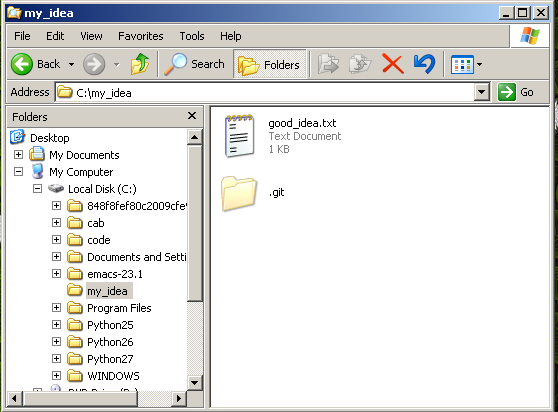 my_idea
File Edit View Favorites Tools Help
Back Search Folders
Address C:\my_idea Go
Folders
Desktop
My Documents
My Computer
Local Disk (C:)
848f8fef80c2009cfe9
cab
code
Documents and Setti
emacs-23.1
my_idea
Program Files
Python25
Python26
Python27
WINDOWS
good_idea.txt
Text Document
1 KB
.git